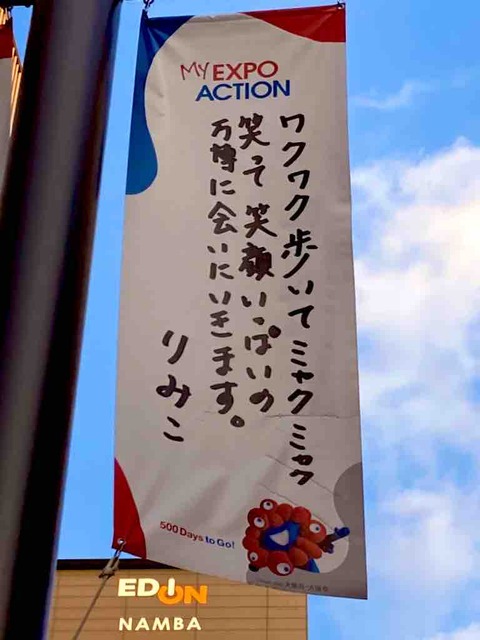 MY EXPO
ACTION
ワクワク歩いてミャクミャク
笑って笑顔いっぱいの
万博に会いにいきます。
りみこ
500 Days to Go!
EDION
NAMBA